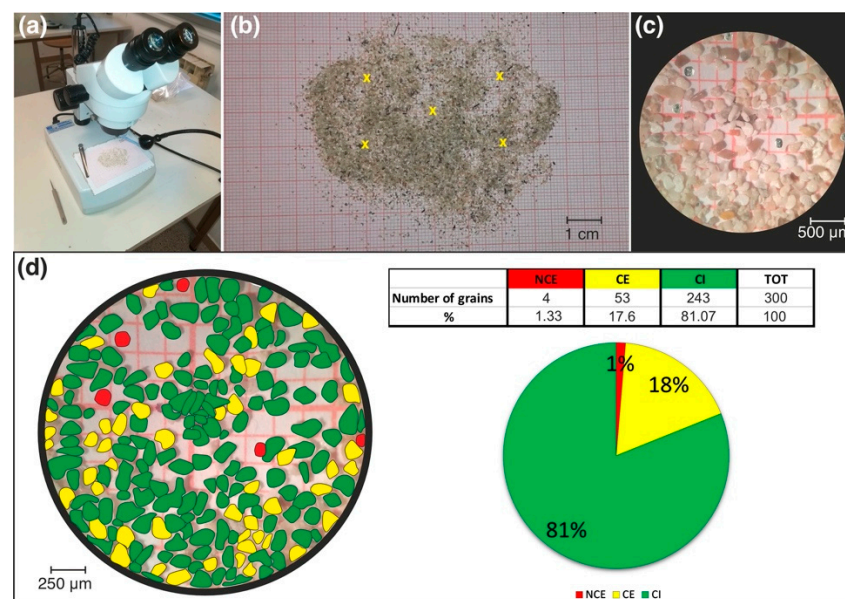 (a)
(b)
x x
x
x x
1 cm
(c)
500 µm
(d)
250 µm
NCE CE CI TOT
Number of grains 4 53 243 300
% 1.33 17.6 81.07 100
1%
18%
81%
NCE CE CI